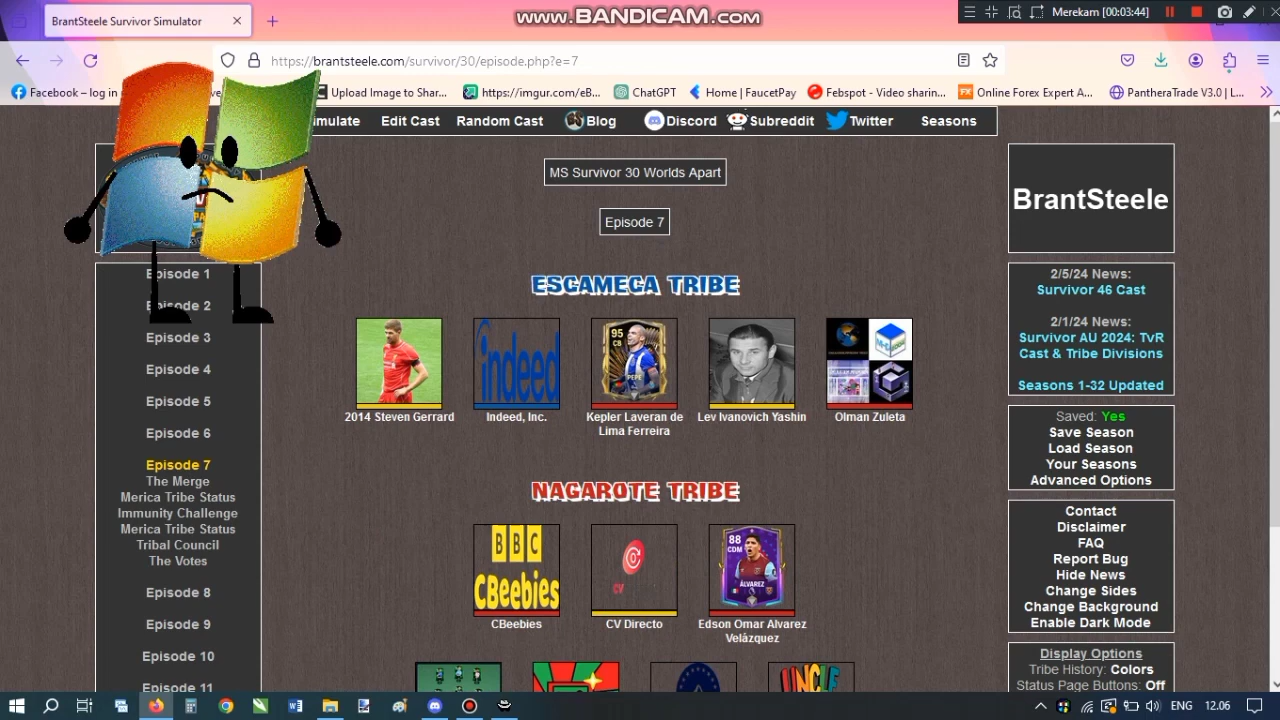 BrantSteele Survivor Simulator
www.BANDICAM.com
Merekam [00:03:44]
https://brantsteele.com/survivor/30/episode.php?e=7
Facebook – log in
Upload Image to Shar...
https://imgur.com/eB...
ChatGPT
Home | FaucetPay
Febspot - Video sharin...
Online Forex Expert A...
PantheraTrade V3.0 | L...
Edit Cast
Random Cast
Blog
Discord
Subreddit
Twitter
Seasons
MS Survivor 30 Worlds Apart
Episode 7
Episode 1
Episode 2
Episode 3
Episode 4
Episode 5
Episode 6
Episode 7
The Merge
Merica Tribe Status
Immunity Challenge
Merica Tribe Status
Tribal Council
The Votes
Episode 8
Episode 9
Episode 10
Episode 11
ESCAMECA TRIBE
indeed
95
CB
PEPE
2014 Steven Gerrard
Indeed, Inc.
Kepler Laveran de
Lima Ferreira
Lev Ivanovich Yashin
Olman Zuleta
NAGAROTE TRIBE
BBC
CBeebies
CV
88
CDM
ÁLVAREZ
CBeebies
CV Directo
Edson Omar Alvarez
Velázquez
UNCLE
BrantSteele
2/5/24 News:
Survivor 46 Cast
2/1/24 News:
Survivor AU 2024: TvR
Cast & Tribe Divisions
Seasons 1-32 Updated
Saved: Yes
Save Season
Load Season
Your Seasons
Advanced Options
Contact
Disclaimer
FAQ
Report Bug
Hide News
Change Sides
Change Background
Enable Dark Mode
Display Options
Tribe History: Colors
Status Page Buttons: Off
ENG
12.06